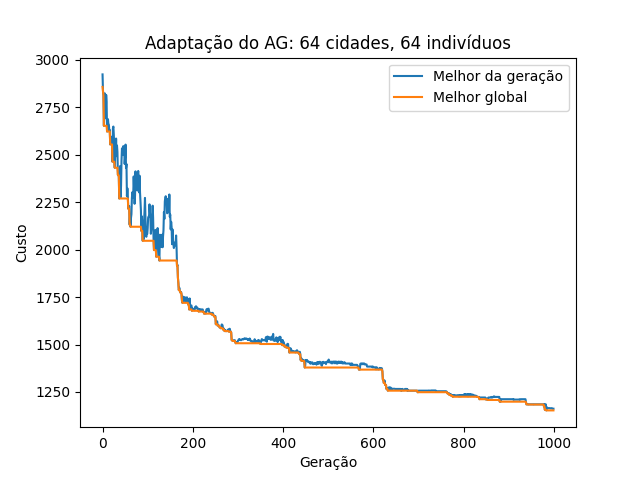 Adaptação do AG: 64 cidades, 64 indivíduos
Melhor da geração
Melhor global
3000
2750
2500
2250
2000
1750
1500
1250
Custo
0 200 400 600 800 1000
Geração